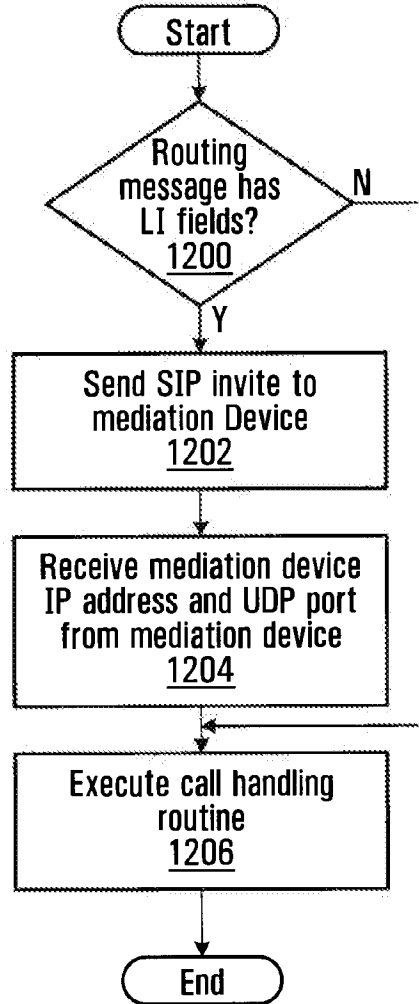 Start
Routing
message has
LI fields?
1200
N
Y
Send SIP invite to
mediation Device
1202
Receive mediation device
IP address and UDP port
from mediation device
1204
Execute call handling
routine
1206
End